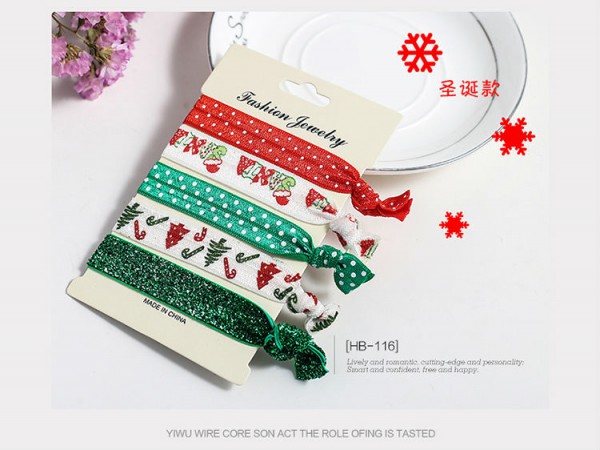 圣诞款
Fashion Jewelry
MADE IN CHINA
[HB-116]
Lively and romantic, cutting-edge and personality:
Smart and confident, free and happy.
YIWU WIRE CORE SON ACT THE ROLE OFING IS TASTED